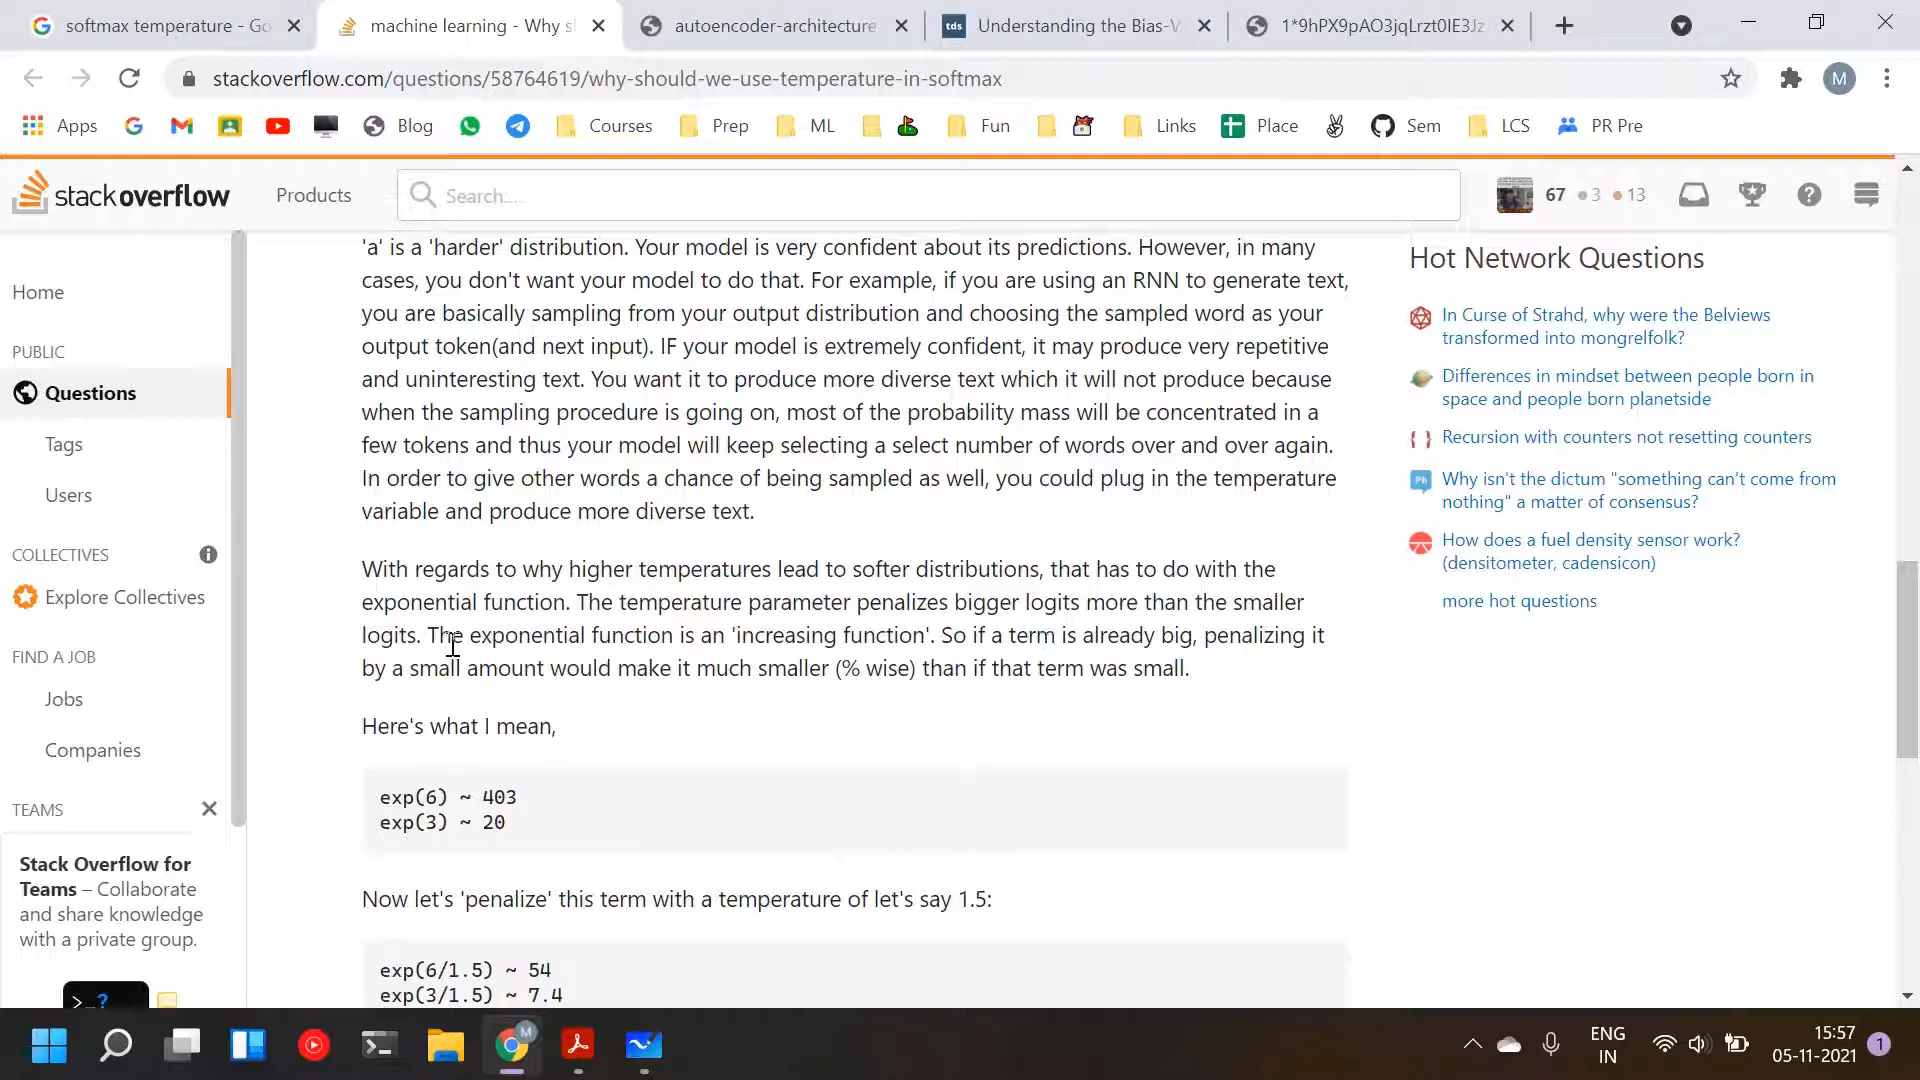 softmax temperature - Go
machine learning - Why s
autoencoder-architecture
tds
Understanding the Bias-V
1*9hPX9pAO3jqLrzt0IE3Jz
stackoverflow.com/questions/58764619/why-should-we-use-temperature-in-softmax
M
Apps
Blog
Courses
Prep
ML
Fun
Links
Place
Sem
LCS
PR Pre
stackoverflow
Products
Search...
67
3
13
Home
PUBLIC
Questions
Tags
Users
COLLECTIVES
Explore Collectives
FIND A JOB
Jobs
Companies
TEAMS
Stack Overflow for
Teams – Collaborate
and share knowledge
with a private group.
'a' is a 'harder' distribution. Your model is very confident about its predictions. However, in many
cases, you don't want your model to do that. For example, if you are using an RNN to generate text,
you are basically sampling from your output distribution and choosing the sampled word as your
output token(and next input). IF your model is extremely confident, it may produce very repetitive
and uninteresting text. You want it to produce more diverse text which it will not produce because
when the sampling procedure is going on, most of the probability mass will be concentrated in a
few tokens and thus your model will keep selecting a select number of words over and over again.
In order to give other words a chance of being sampled as well, you could plug in the temperature
variable and produce more diverse text.
With regards to why higher temperatures lead to softer distributions, that has to do with the
exponential function. The temperature parameter penalizes bigger logits more than the smaller
logits. The exponential function is an 'increasing function'. So if a term is already big, penalizing it
by a small amount would make it much smaller (% wise) than if that term was small.
Here's what I mean,
exp(6) ~ 403
exp(3) ~ 20
Now let's 'penalize' this term with a temperature of let's say 1.5:
exp(6/1.5) ~ 54
exp(3/1.5) ~ 7.4
Hot Network Questions
In Curse of Strahd, why were the Belviews
transformed into mongrelfolk?
Differences in mindset between people born in
space and people born planetside
Recursion with counters not resetting counters
Ph
Why isn't the dictum "something can't come from
nothing" a matter of consensus?
How does a fuel density sensor work?
(densitometer, cadensicon)
more hot questions
M
ENG
IN
15:57
05-11-2021
1